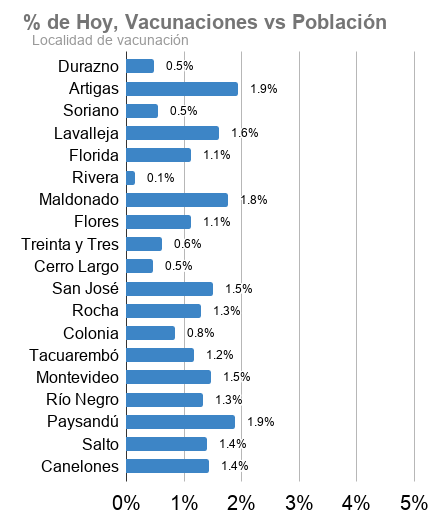 % de Hoy, Vacunaciones vs Población
Localidad de vacunación
Durazno 0.5%
Artigas 1.9%
Soriano 0.5%
Lavalleja 1.6%
Florida 1.1%
Rivera 0.1%
Maldonado 1.8%
Flores 1.1%
Treinta y Tres 0.6%
Cerro Largo 0.5%
San José 1.5%
Rocha 1.3%
Colonia 0.8%
Tacuarembó 1.2%
Montevideo 1.5%
Río Negro 1.3%
Paysandú 1.9%
Salto 1.4%
Canelones 1.4%
0% 1% 2% 3% 4% 5%